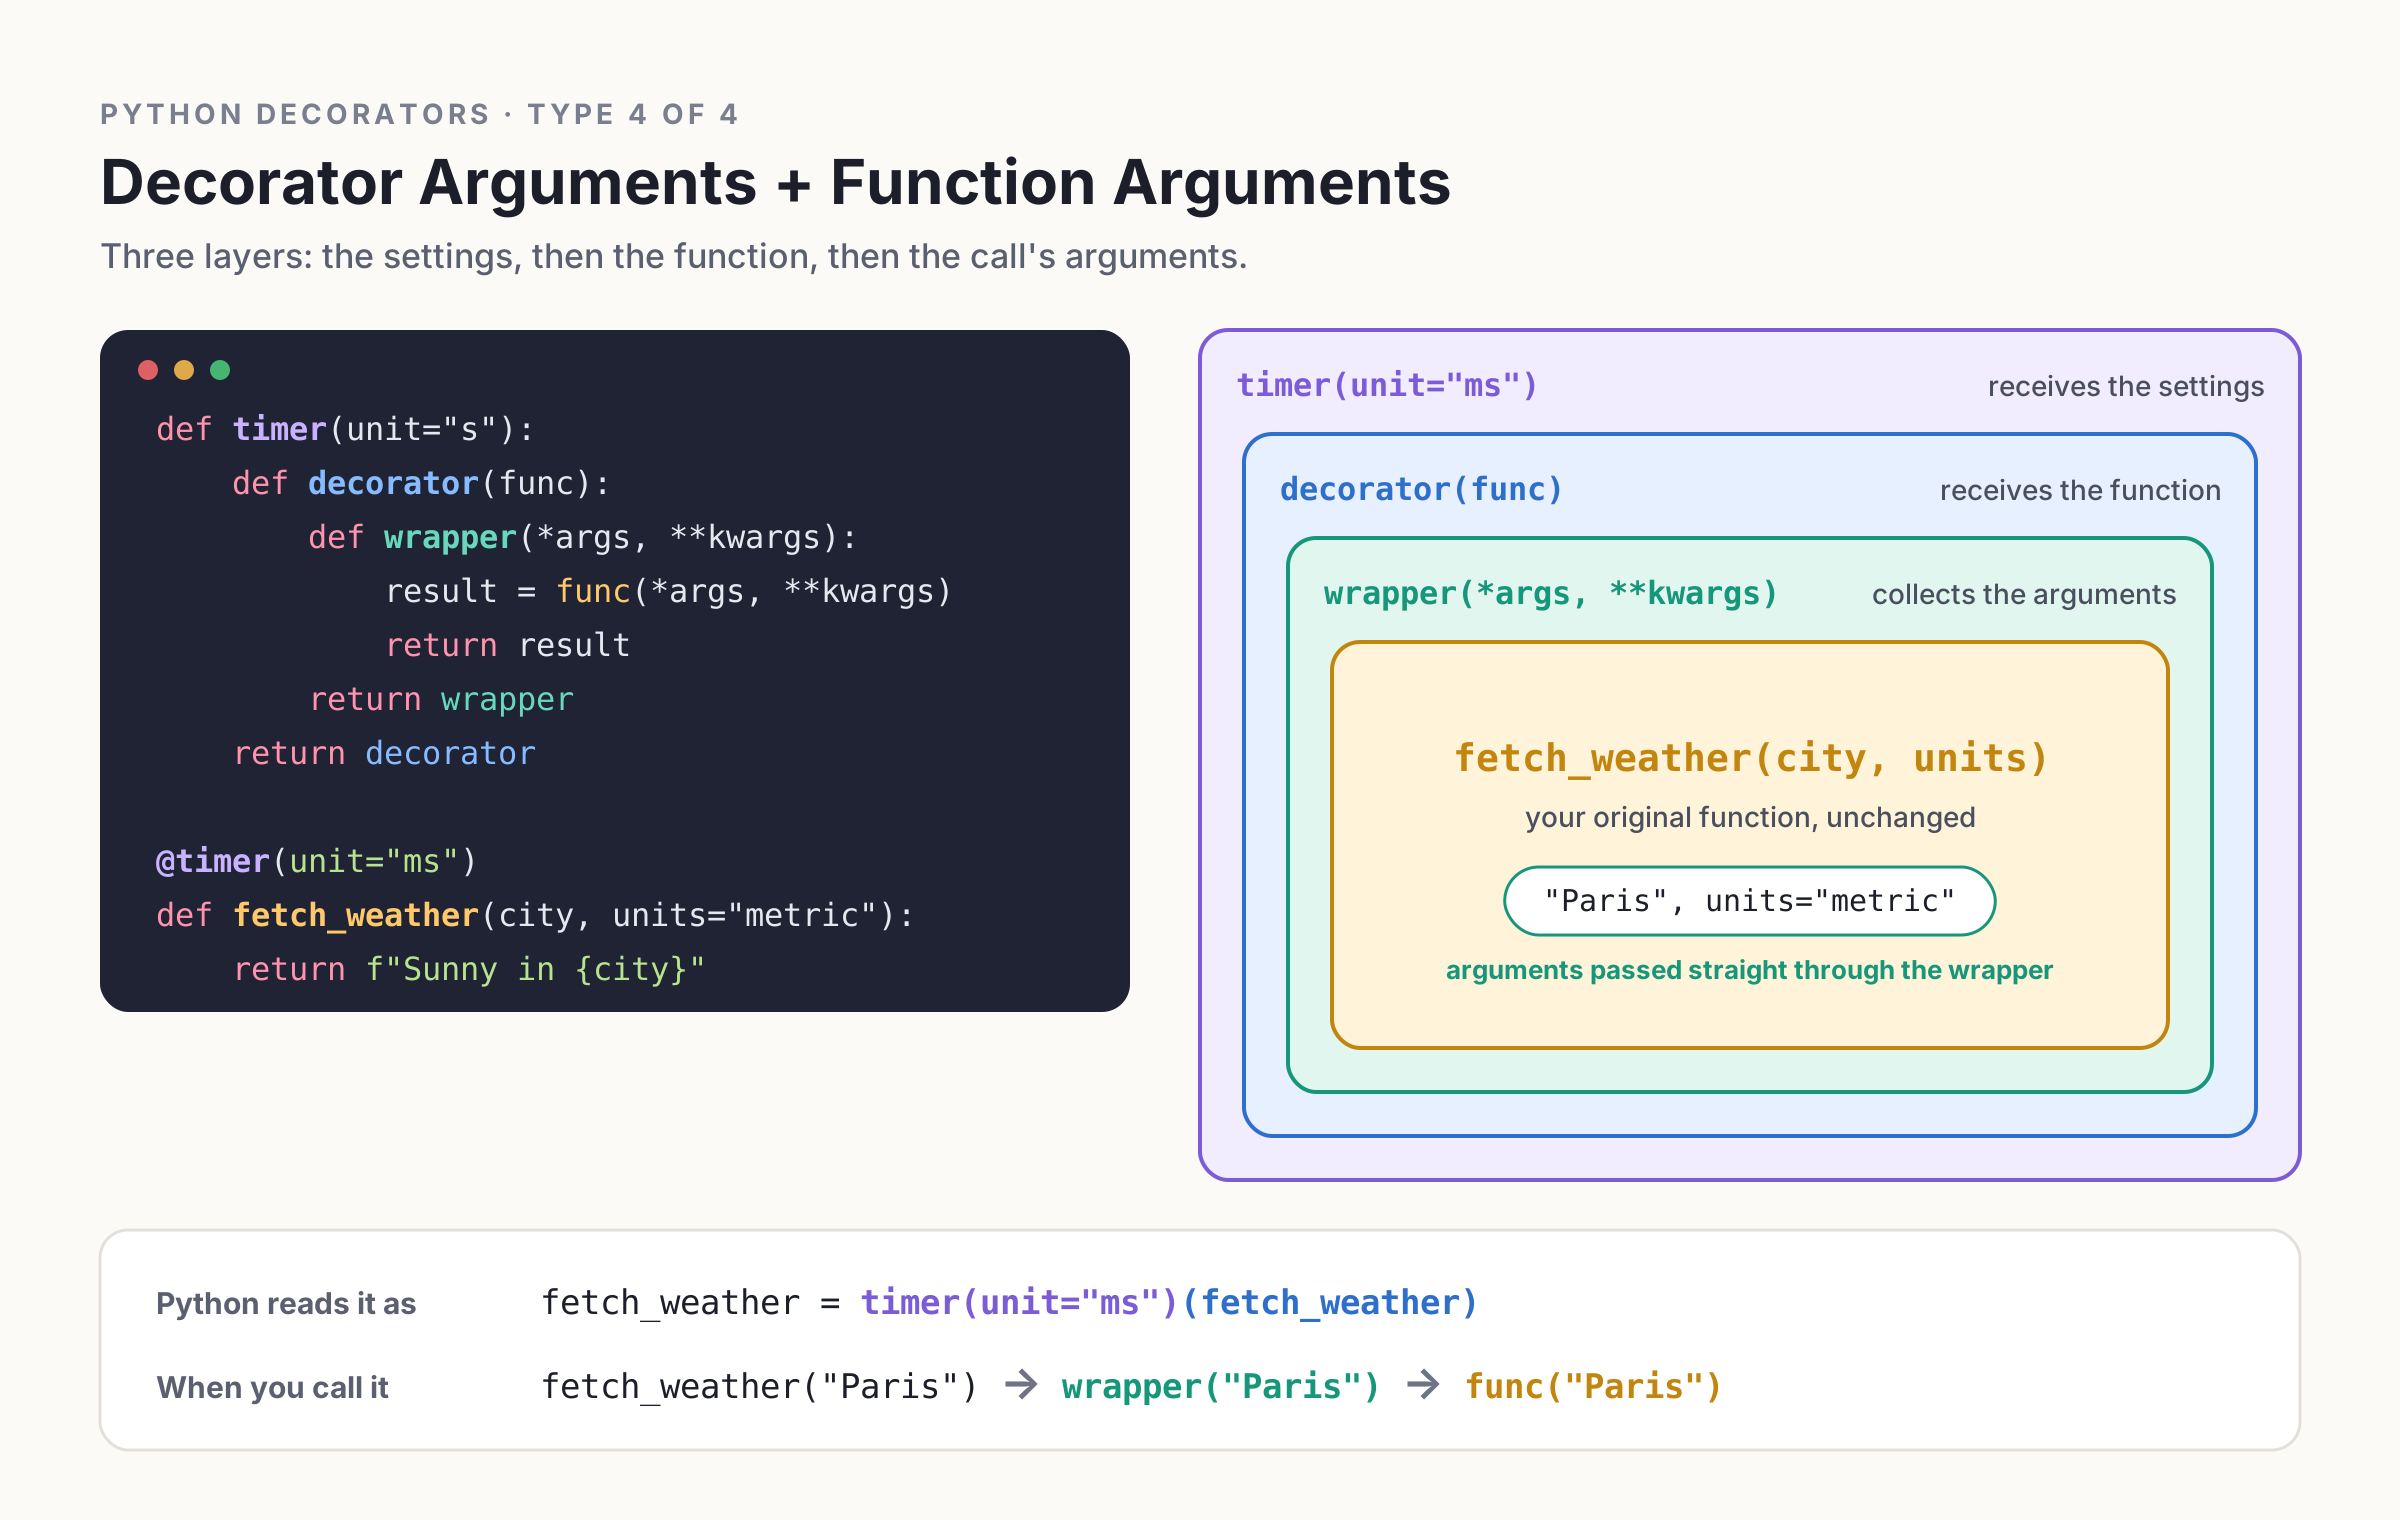 PYTHON DECORATORS · TYPE 4 OF 4
Decorator Arguments + Function Arguments
Three layers: the settings, then the function, then the call's arguments.
def timer(unit="s"):
    def decorator(func):
        def wrapper(*args, **kwargs):
            result = func(*args, **kwargs)
            return result
        return wrapper
    return decorator
@timer(unit="ms")
def fetch_weather(city, units="metric"):
    return f"Sunny in {city}"
timer(unit="ms") receives the settings
decorator(func) receives the function
wrapper(*args, **kwargs) collects the arguments
fetch_weather(city, units)
your original function, unchanged
"Paris", units="metric"
arguments passed straight through the wrapper
Python reads it as fetch_weather = timer(unit="ms")(fetch_weather)
When you call it fetch_weather("Paris") → wrapper("Paris") → func("Paris")